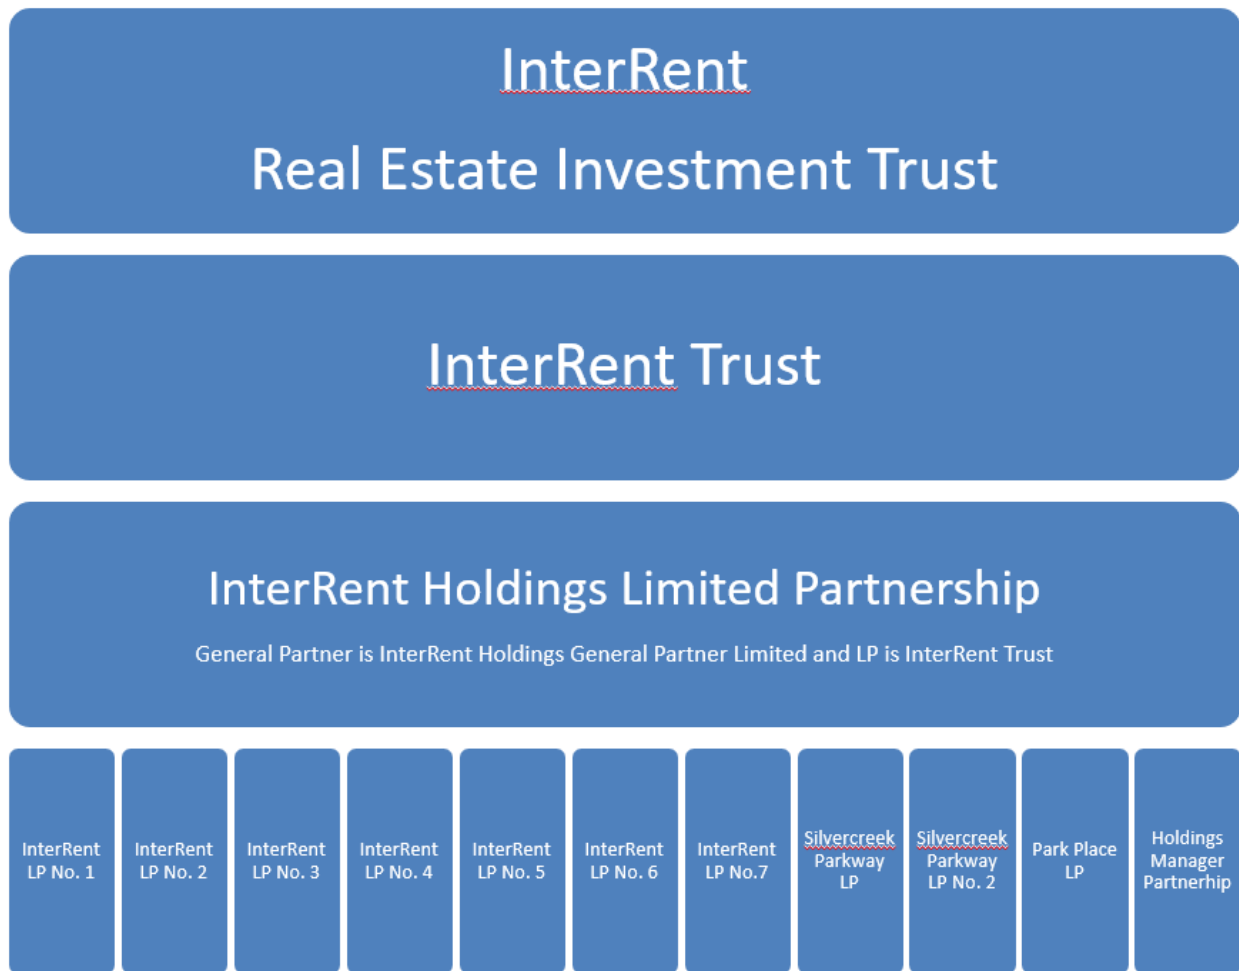 InterRent
Real Estate Investment Trust
InterRent Trust
InterRent Holdings Limited Partnership
General Partner is InterRent Holdings General Partner Limited and LP is InterRent Trust
InterRent
LP No. 1
InterRent
LP No. 2
InterRent
LP No. 3
InterRent
LP No. 4
InterRent
LP No. 5
InterRent
LP No. 6
InterRent
LP No.7
Silvercreek
Parkway
LP
Silvercreek
Parkway
LP No. 2
Park Place
LP
Holdings
Manager
Partnerhip